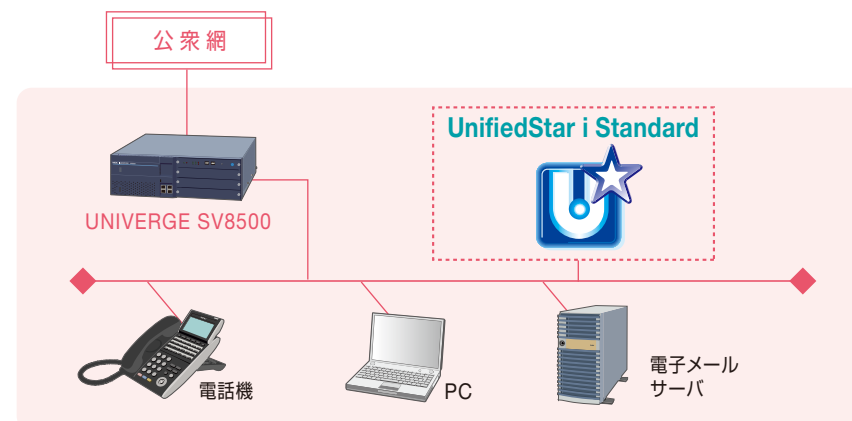 公衆網
UnifiedStar i Standard
UNIVERGE SV8500
電話機
PC
電子メール
サーバ